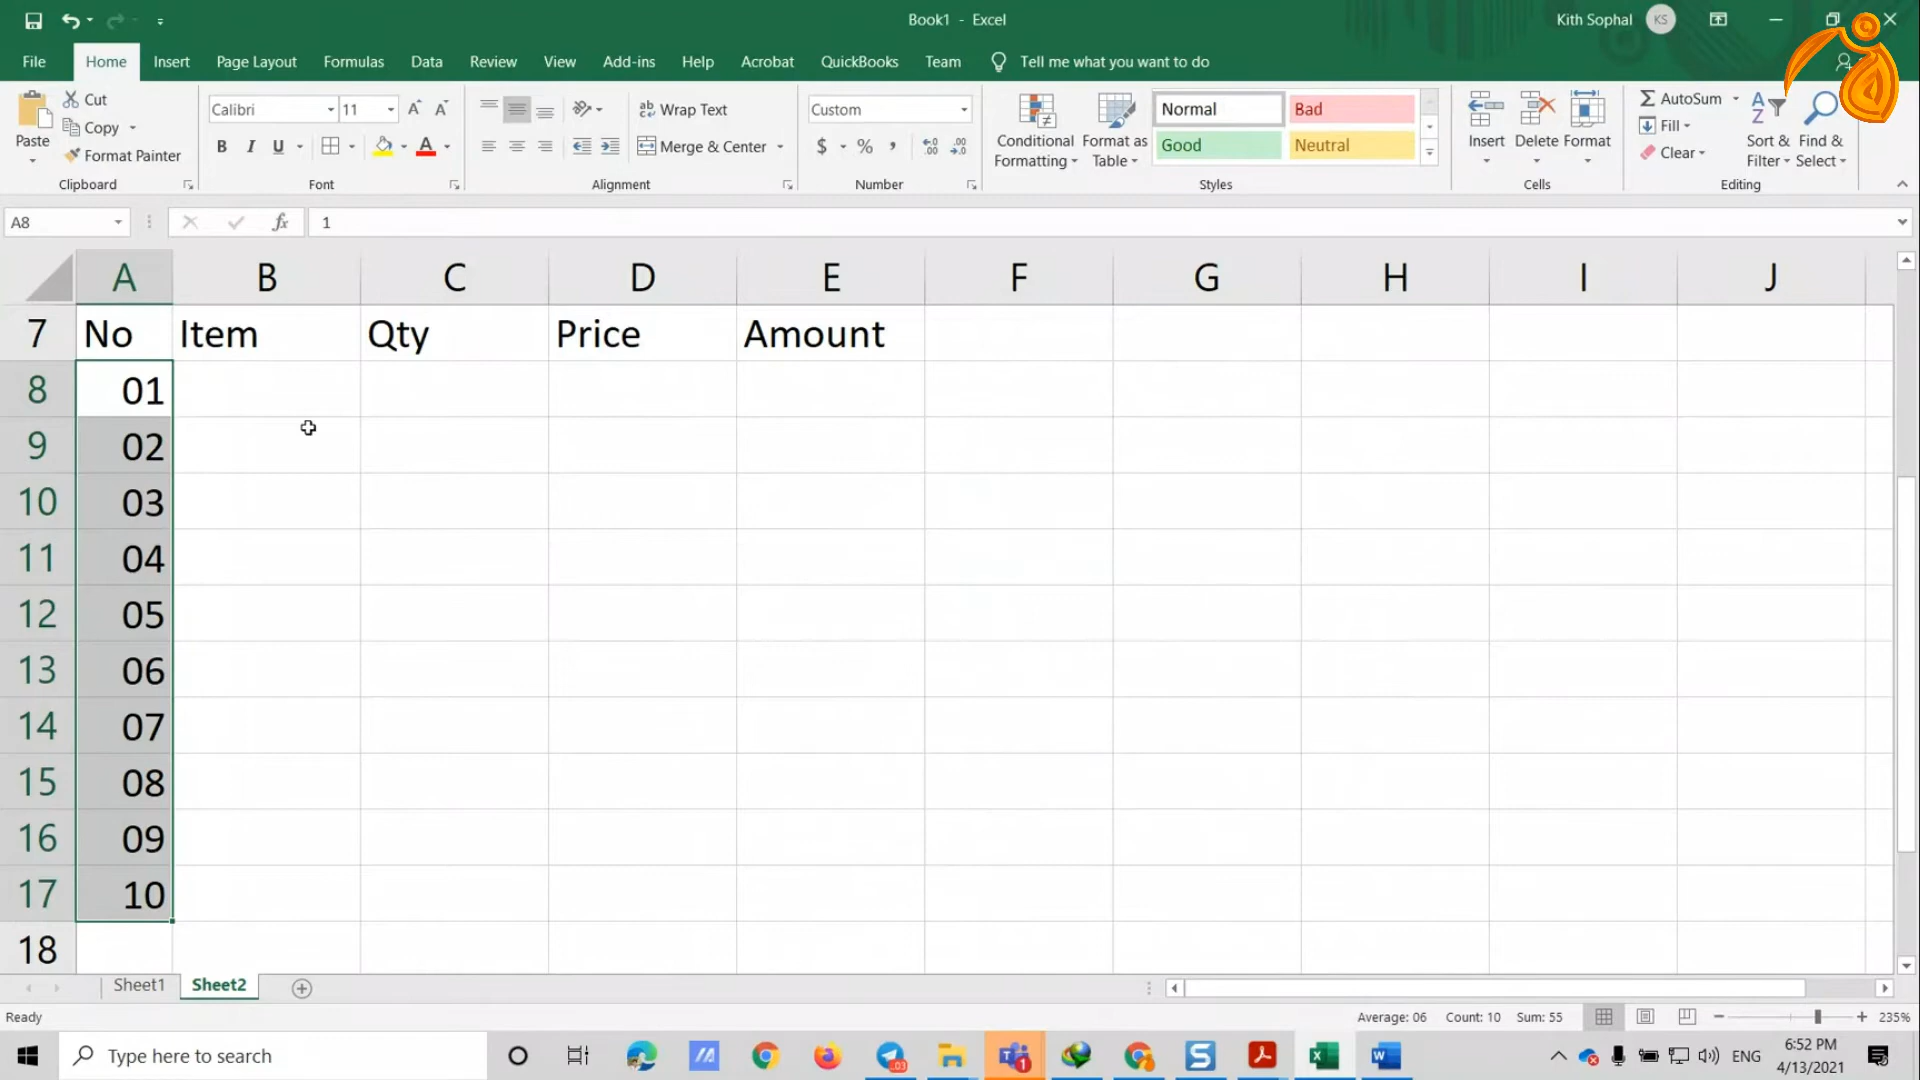 Book1 - Excel
Kith Sophal KS
File Home Insert Page Layout Formulas Data Review View Add-ins Help Acrobat QuickBooks Team Tell me what you want to do
Paste
Cut
Copy
Format Painter
Clipboard
Calibri 11
B I U
Font
Wrap Text
Merge & Center
Alignment
Custom
$ % ,
Number
Conditional Formatting
Format as Table
Normal Bad
Good Neutral
Styles
Insert Delete Format
Cells
AutoSum
Fill
Clear
Sort & Filter
Find & Select
Editing
A8 fx 1
A B C D E F G H I J
7 No Item Qty Price Amount
8 01
9 02
10 03
11 04
12 05
13 06
14 07
15 08
16 09
17 10
18
Sheet1 Sheet2
Ready Average: 06 Count: 10 Sum: 55 235%
Type here to search
ENG
6:52 PM
4/13/2021